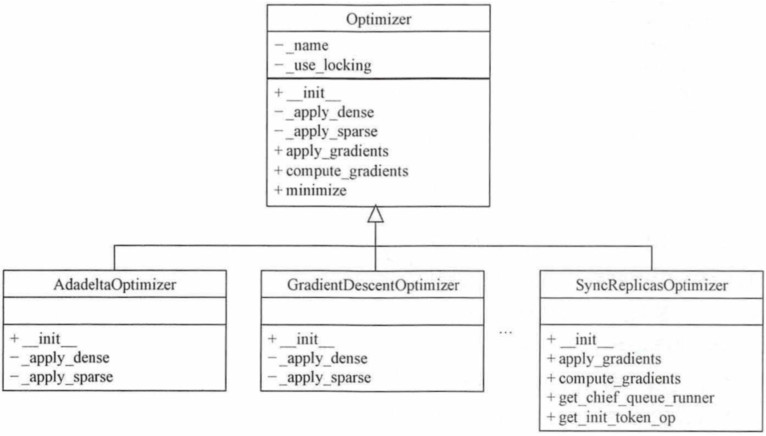 Optimizer
− _name
− _use_locking
+ __init__
− _apply_dense
− _apply_sparse
+ apply_gradients
+ compute_gradients
+ minimize
AdadeltaOptimizer
+ __init__
− _apply_dense
− _apply_sparse
GradientDescentOptimizer
+ __init__
− _apply_dense
− _apply_sparse
...
SyncReplicasOptimizer
+ __init__
+ apply_gradients
+ compute_gradients
+ get_chief_queue_runner
+ get_init_token_op